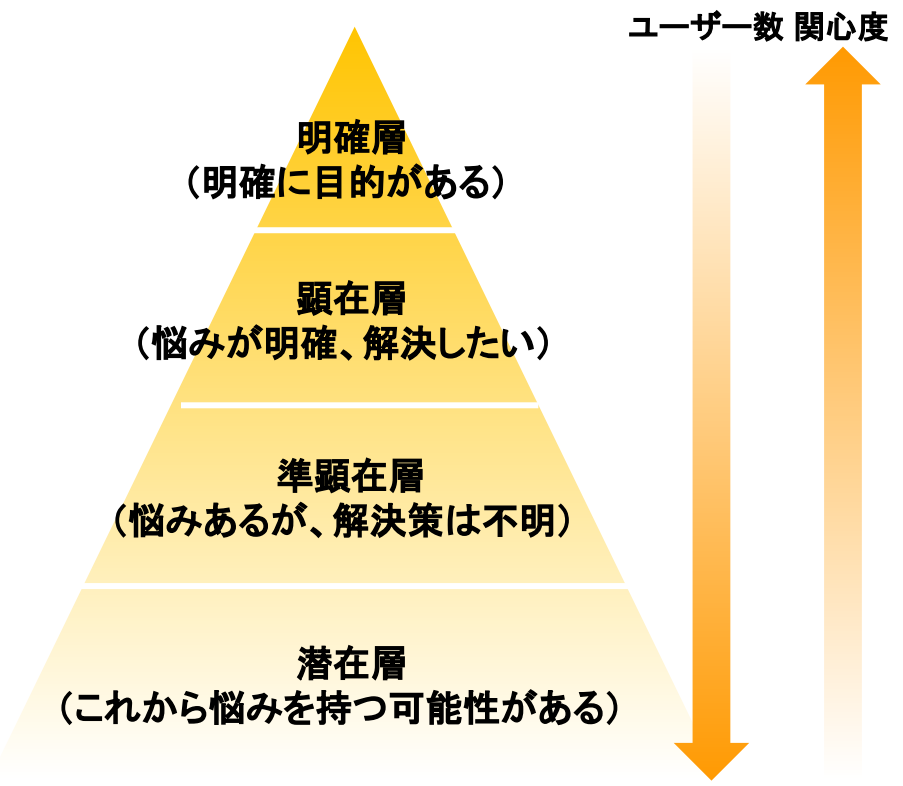 ユーザー数 関心度
明確層
（明確に目的がある）
顕在層
（悩みが明確、解決したい）
準顕在層
（悩みあるが、解決策は不明）
潜在層
（これから悩みを持つ可能性がある）